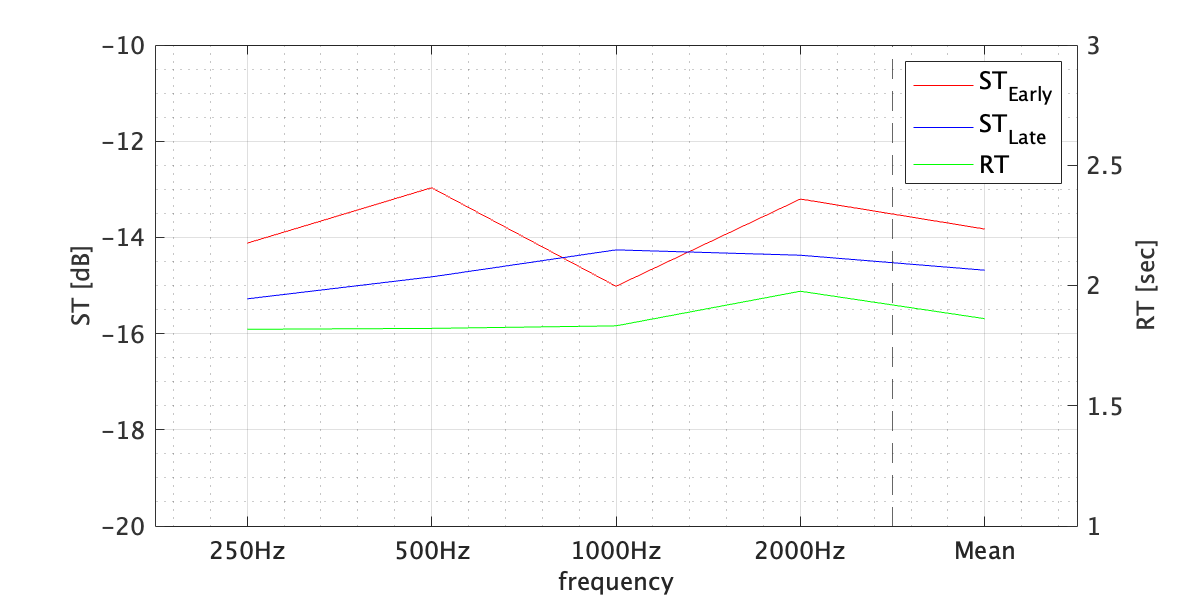 -10
-12
-14
-16
-18
-20
ST [dB]
3
2.5
2
1.5
1
RT [sec]
250Hz
500Hz
1000Hz
2000Hz
Mean
frequency
ST_Early
ST_Late
RT